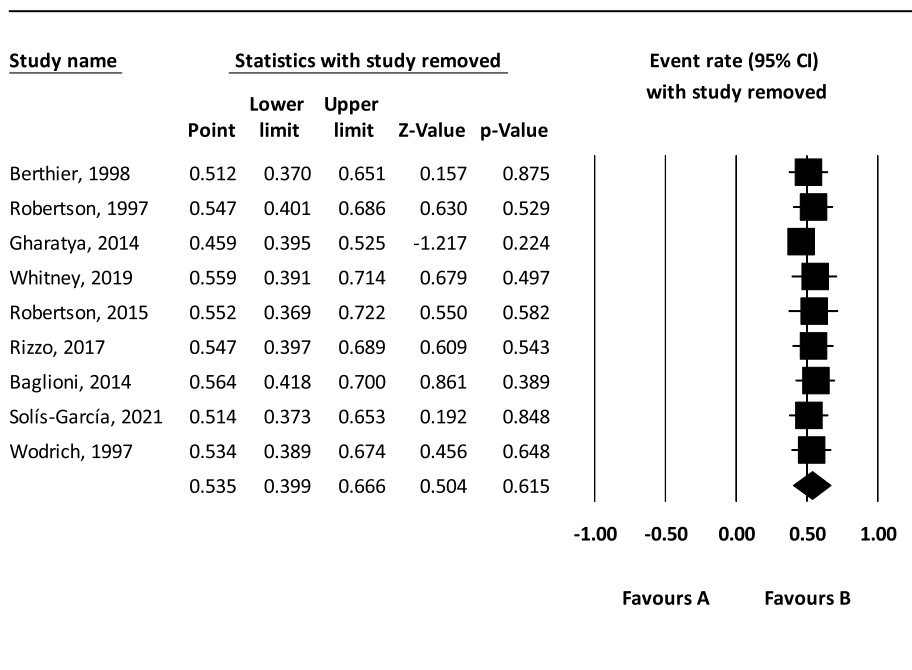 Study name Statistics with study removed Event rate (95% CI)
with study removed
Lower Upper
Point limit limit Z-Value p-Value
Berthier, 1998 0.512 0.370 0.651 0.157 0.875
Robertson, 1997 0.547 0.401 0.686 0.630 0.529
Gharatya, 2014 0.459 0.395 0.525 -1.217 0.224
Whitney, 2019 0.559 0.391 0.714 0.679 0.497
Robertson, 2015 0.552 0.369 0.722 0.550 0.582
Rizzo, 2017 0.547 0.397 0.689 0.609 0.543
Baglioni, 2014 0.564 0.418 0.700 0.861 0.389
Solís-García, 2021 0.514 0.373 0.653 0.192 0.848
Wodrich, 1997 0.534 0.389 0.674 0.456 0.648
0.535 0.399 0.666 0.504 0.615
-1.00 -0.50 0.00 0.50 1.00
Favours A Favours B